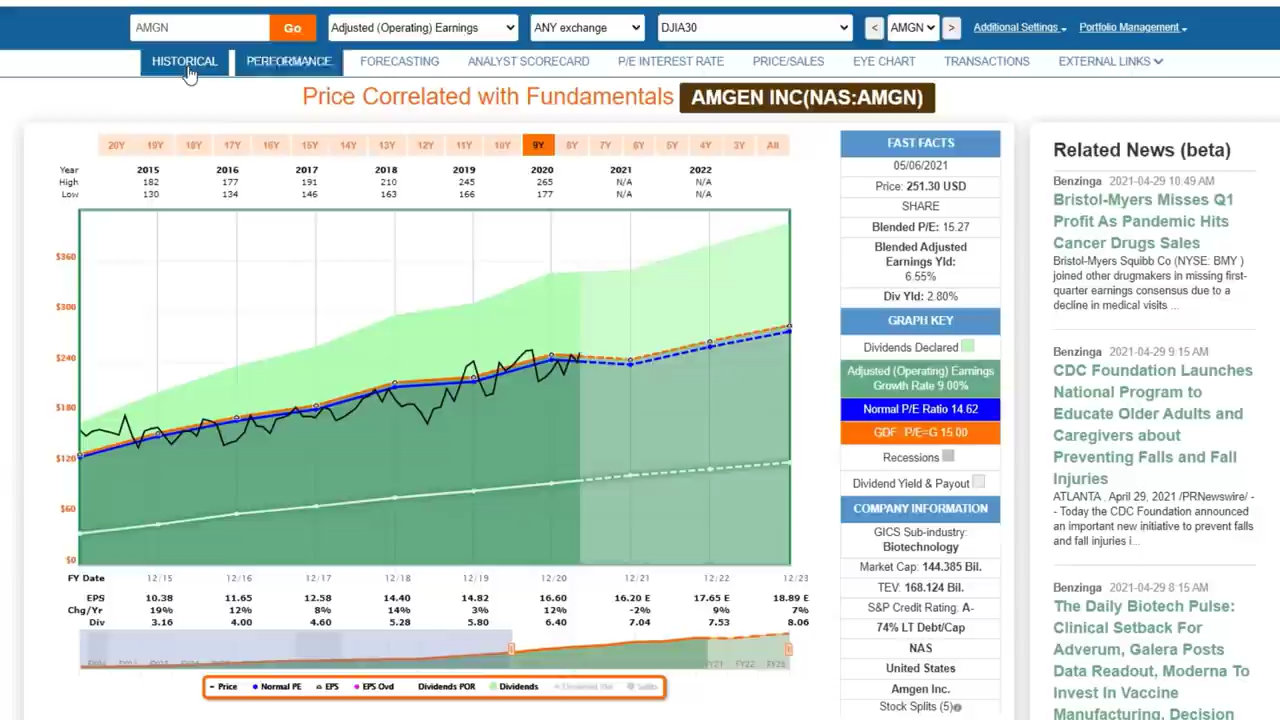 AMGN Go Adjusted (Operating) Earnings ANY exchange DJIA30 < AMGN > Additional Settings Portfolio Management
HISTORICAL PERFORMANCE FORECASTING ANALYST SCORECARD P/E INTEREST RATE PRICE/SALES EYE CHART TRANSACTIONS EXTERNAL LINKS
Price Correlated with Fundamentals AMGEN INC(NAS:AMGN)
20Y 19Y 18Y 17Y 16Y 15Y 14Y 13Y 12Y 11Y 10Y 9Y 8Y 7Y 6Y 5Y 4Y 3Y All
Year 2015 2016 2017 2018 2019 2020 2021 2022
High 182 177 191 210 245 265 N/A N/A
Low 130 134 146 163 166 177 N/A N/A
$360
$300
$240
$180
$120
$60
$0
FY Date 12/15 12/16 12/17 12/18 12/19 12/20 12/21 12/22 12/23
EPS 10.38 11.65 12.58 14.40 14.82 16.60 16.20 E 17.65 E 18.89 E
Chg/Yr 19% 12% 8% 14% 3% 12% -2% 9% 7%
Div 3.16 4.00 4.60 5.28 5.80 6.40 7.04 7.53 8.06
Price Normal PE EPS EPS Ovd Dividends POR Dividends
FAST FACTS
05/06/2021
Price: 251.30 USD
SHARE
Blended P/E: 15.27
Blended Adjusted
Earnings Yld:
6.55%
Div Yld: 2.80%
GRAPH KEY
Dividends Declared
Adjusted (Operating) Earnings
Growth Rate 9.00%
Normal P/E Ratio 14.62
GDF P/E=G 15.00
Recessions
Dividend Yield & Payout
COMPANY INFORMATION
GICS Sub-industry:
Biotechnology
Market Cap: 144.385 Bil.
TEV: 168.124 Bil.
S&P Credit Rating: A-
74% LT Debt/Cap
NAS
United States
Amgen Inc.
Stock Splits (5)
Related News (beta)
Benzinga 2021-04-29 10:49 AM
Bristol-Myers Misses Q1
Profit As Pandemic Hits
Cancer Drugs Sales
Bristol-Myers Squibb Co (NYSE: BMY )
joined other drugmakers in missing first-
quarter earnings consensus due to a
decline in medical visits ...
Benzinga 2021-04-29 9:15 AM
CDC Foundation Launches
National Program to
Educate Older Adults and
Caregivers about
Preventing Falls and Fall
Injuries
ATLANTA , April 29, 2021 /PRNewswire/ -
- Today the CDC Foundation announced
an important new initiative to prevent falls
and fall injuries i...
Benzinga 2021-04-29 8:15 AM
The Daily Biotech Pulse:
Clinical Setback For
Adverum, Galera Posts
Data Readout, Moderna To
Invest In Vaccine
Manufacturing, Decision